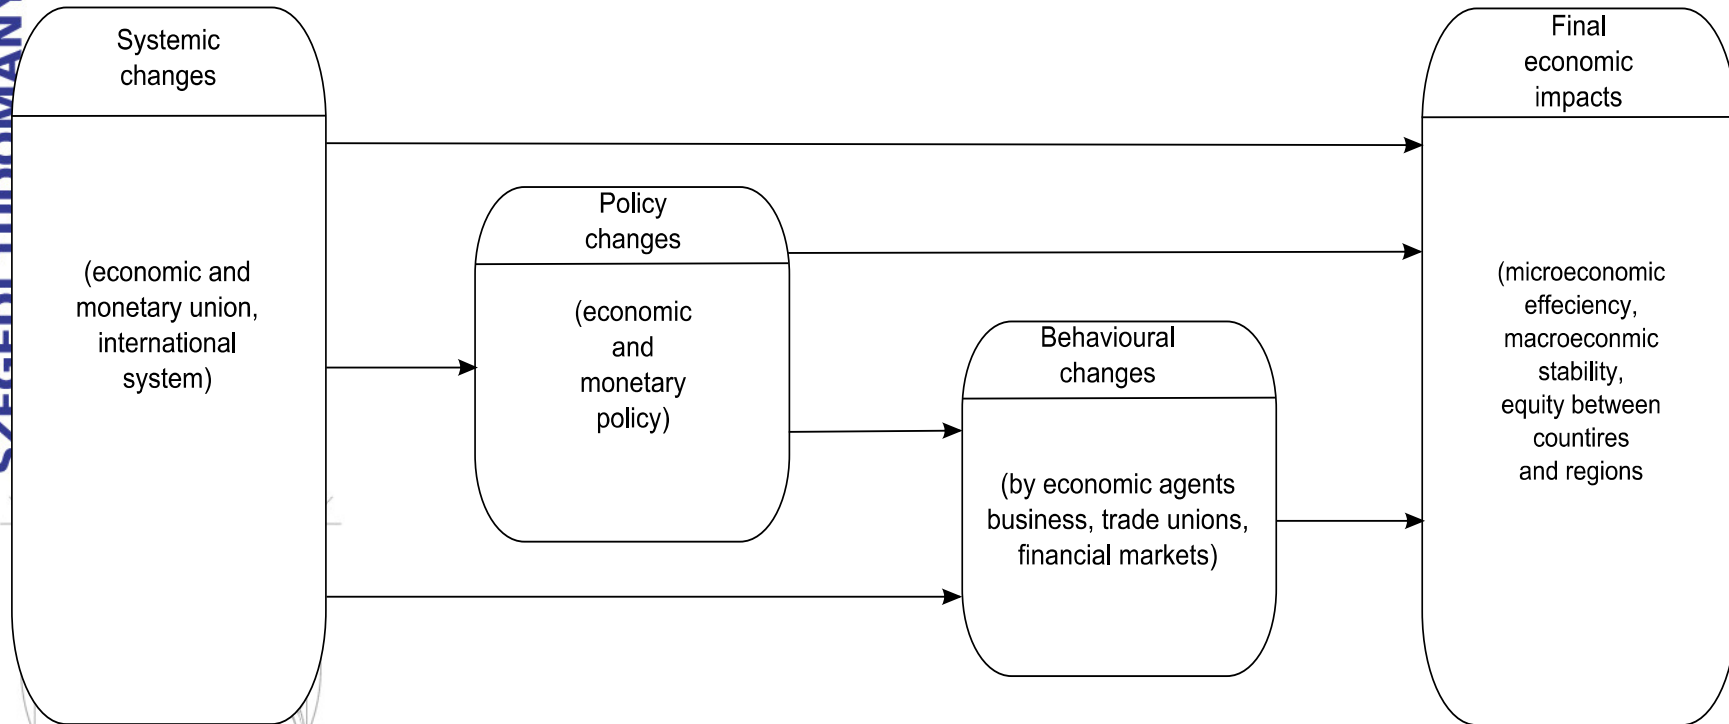 Systemic
changes
(economic and
monetary union,
international
system)
Policy
changes
(economic
and
monetary
policy)
Behavioural
changes
(by economic agents
business, trade unions,
financial markets)
Final
economic
impacts
(microeconomic
effeciency,
macroeconmic
stability,
equity between
countires
and regions